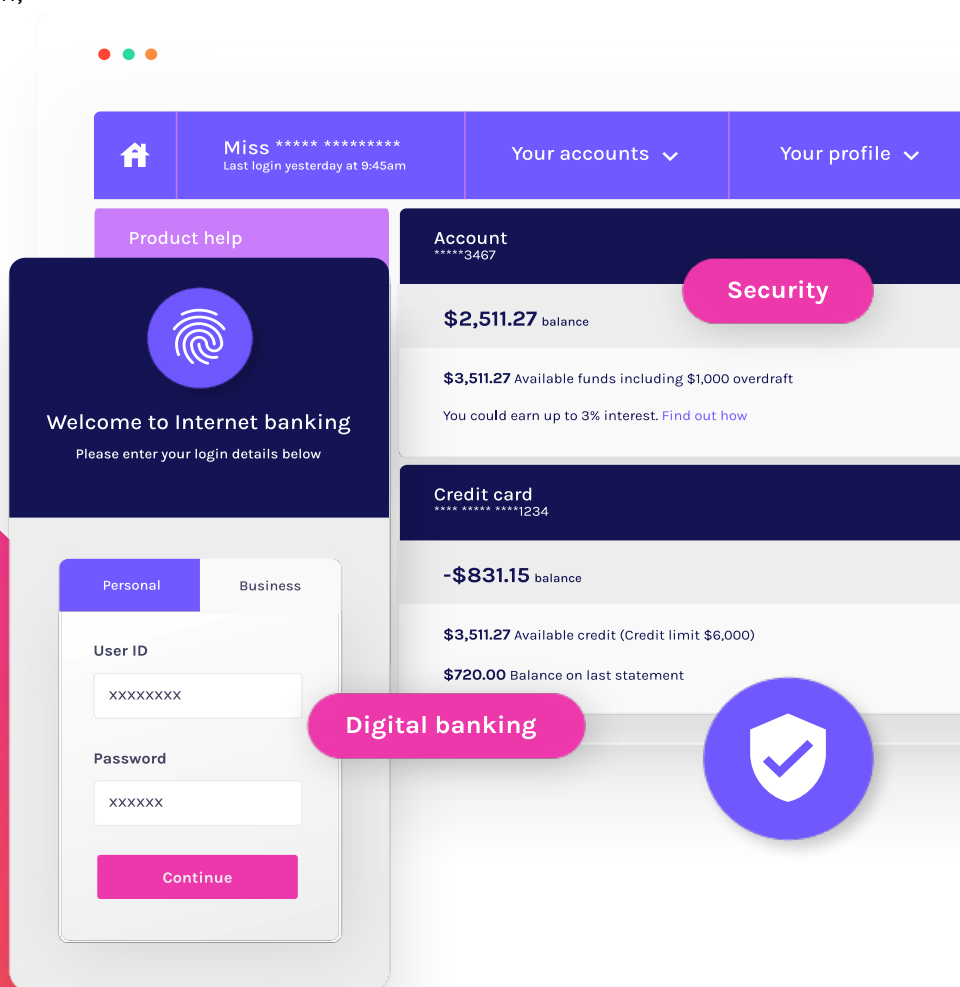 Miss ***** *********
Last login yesterday at 9:45am
Your accounts
Your profile
Product help
Account
*****3467
Security
$2,511.27 balance
$3,511.27 Available funds including $1,000 overdraft
You could earn up to 3% interest. Find out how
Welcome to Internet banking
Please enter your login details below
Credit card
**** ***** ****1234
-$831.15 balance
$3,511.27 Available credit (Credit limit $6,000)
$720.00 Balance on last statement
Personal
Business
User ID
xxxxxxxx
Digital banking
Password
xxxxxx
Continue